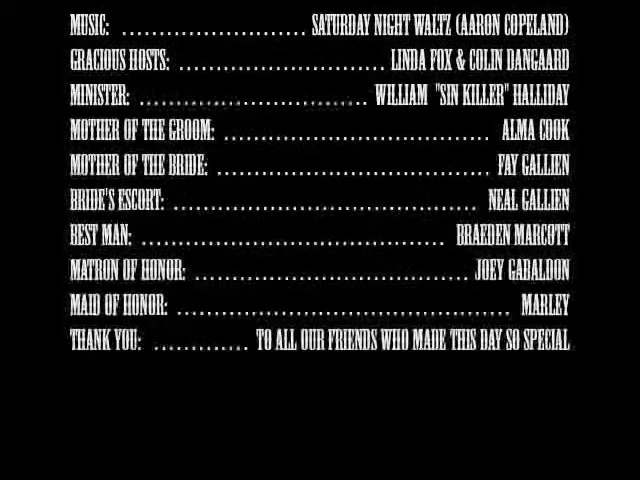 MUSIC: .......................... SATURDAY NIGHT WALTZ (AARON COPELAND)
GRACIOUS HOSTS: ............................ LINDA FOX & COLIN DANGAARD
MINISTER: ............................... WILLIAM "SIN KILLER" HALLIDAY
MOTHER OF THE GROOM: .................................... ALMA COOK
MOTHER OF THE BRIDE: ..................................... FAY GALLIEN
BRIDE'S ESCORT: ......................................... NEAL GALLIEN
BEST MAN: ......................................... BRAEDEN MARCOTT
MATRON OF HONOR: ..................................... JOEY GABALDON
MAID OF HONOR: ............................................. MARLEY
THANK YOU: ............. TO ALL OUR FRIENDS WHO MADE THIS DAY SO SPECIAL